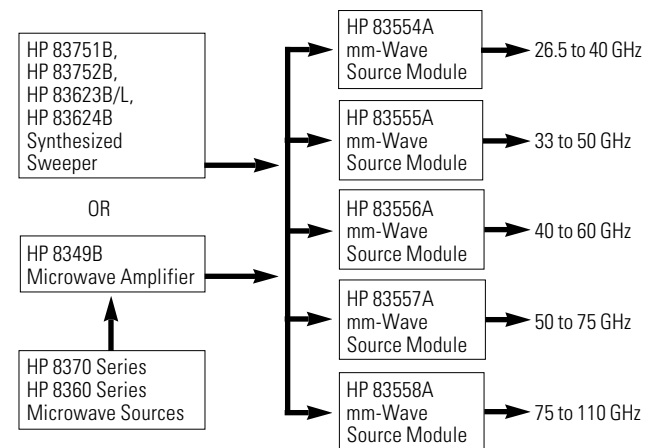 HP 83751B,
HP 83752B,
HP 83623B/L,
HP 83624B
Synthesized
Sweeper
OR
HP 8349B
Microwave Amplifier
HP 8370 Series
HP 8360 Series
Microwave Sources
HP 83554A
mm-Wave
Source Module
26.5 to 40 GHz
HP 83555A
mm-Wave
Source Module
33 to 50 GHz
HP 83556A
mm-Wave
Source Module
40 to 60 GHz
HP 83557A
mm-Wave
Source Module
50 to 75 GHz
HP 83558A
mm-Wave
Source Module
75 to 110 GHz